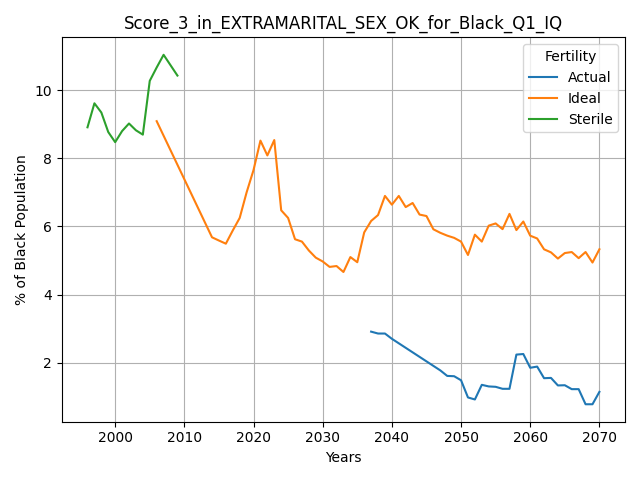 Score_3_in_EXTRAMARITAL_SEX_OK_for_Black_Q1_IQ
Fertility
Actual
Ideal
Sterile
% of Black Population
10
8
6
4
2
2000 2010 2020 2030 2040 2050 2060 2070
Years